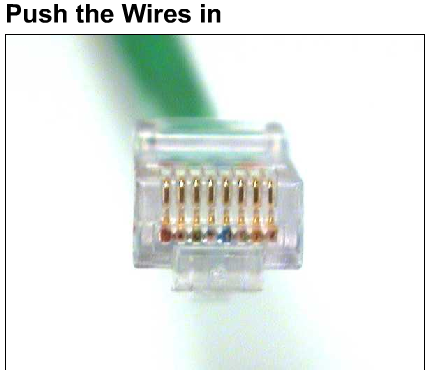 Push the Wires in